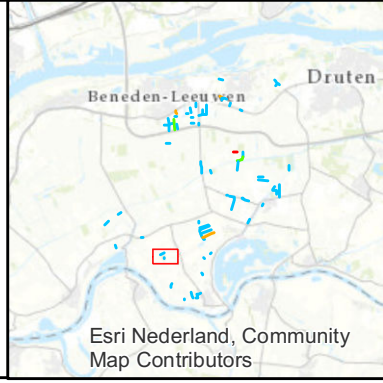 Druten
Beneden-Leeuwen
Esri Nederland, Community
Map Contributors